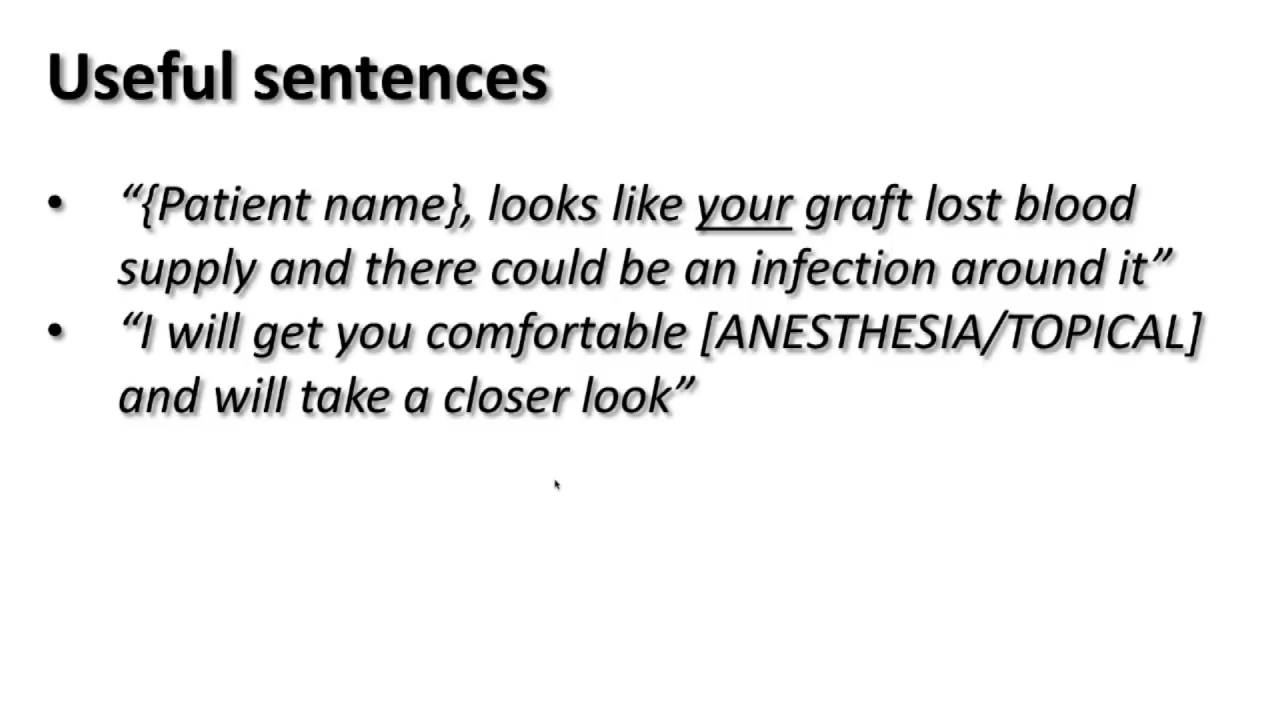 Useful sentences
• “{Patient name}, looks like your graft lost blood
supply and there could be an infection around it”
• “I will get you comfortable [ANESTHESIA/TOPICAL]
and will take a closer look”